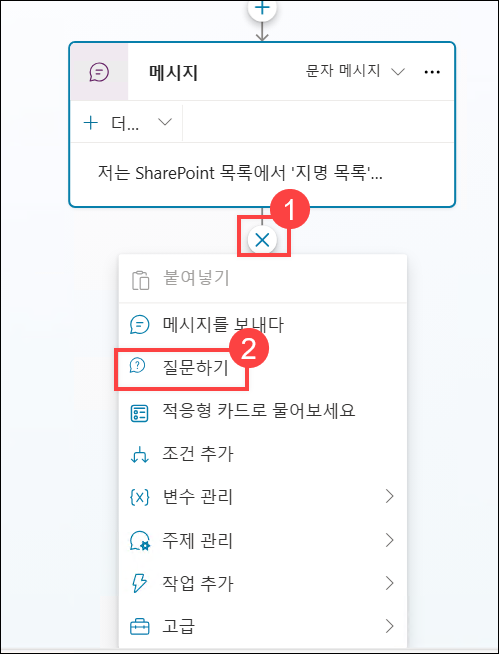 메시지
문자 메시지
더...
저는 SharePoint 목록에서 '지명 목록'...
1
붙여넣기
메시지를 보내다
2
질문하기
적응형 카드로 물어보세요
조건 추가
{x} 변수 관리
주제 관리
작업 추가
고급